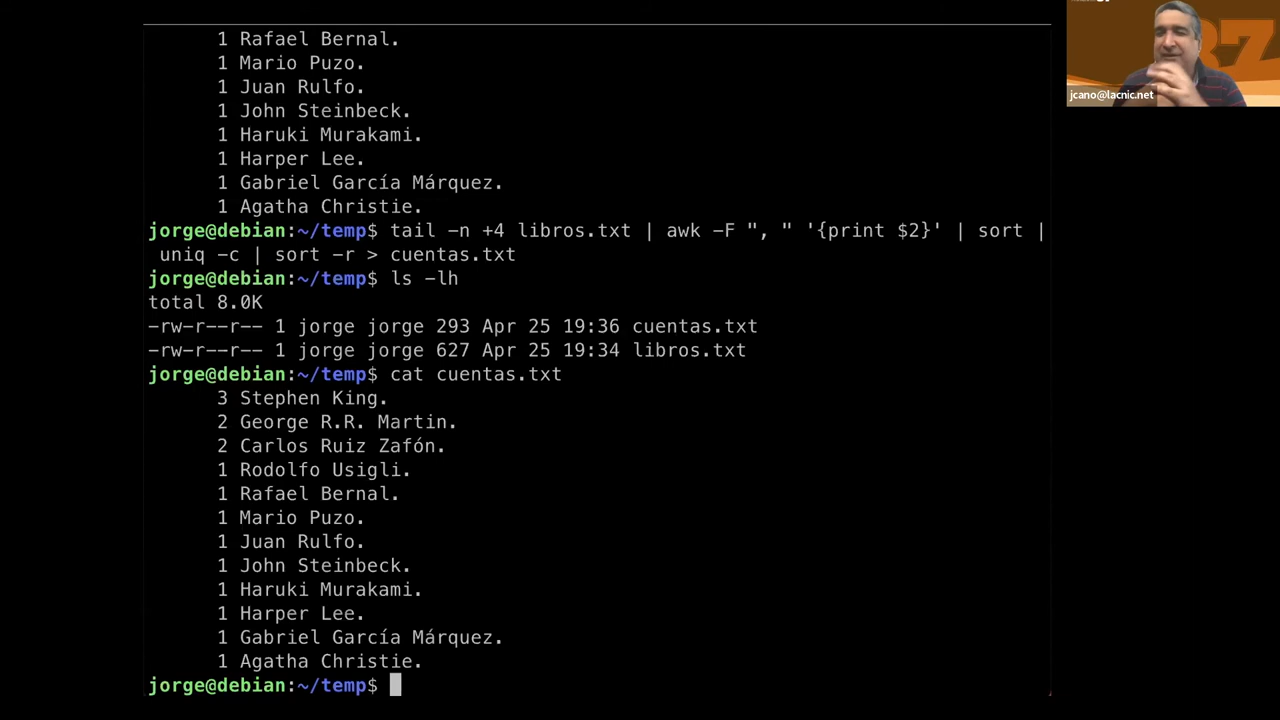 1 Rafael Bernal.
1 Mario Puzo.
1 Juan Rulfo.
1 John Steinbeck.
1 Haruki Murakami.
1 Harper Lee.
1 Gabriel García Márquez.
1 Agatha Christie.
jorge@debian:~/temp$ tail -n +4 libros.txt | awk -F ", " '{print $2}' | sort |
uniq -c | sort -r > cuentas.txt
jorge@debian:~/temp$ ls -lh
total 8.0K
-rw-r--r-- 1 jorge jorge 293 Apr 25 19:36 cuentas.txt
-rw-r--r-- 1 jorge jorge 627 Apr 25 19:34 libros.txt
jorge@debian:~/temp$ cat cuentas.txt
3 Stephen King.
2 George R.R. Martin.
2 Carlos Ruiz Zafón.
1 Rodolfo Usigli.
1 Rafael Bernal.
1 Mario Puzo.
1 Juan Rulfo.
1 John Steinbeck.
1 Haruki Murakami.
1 Harper Lee.
1 Gabriel García Márquez.
1 Agatha Christie.
jorge@debian:~/temp$
jcano@lacnic.net